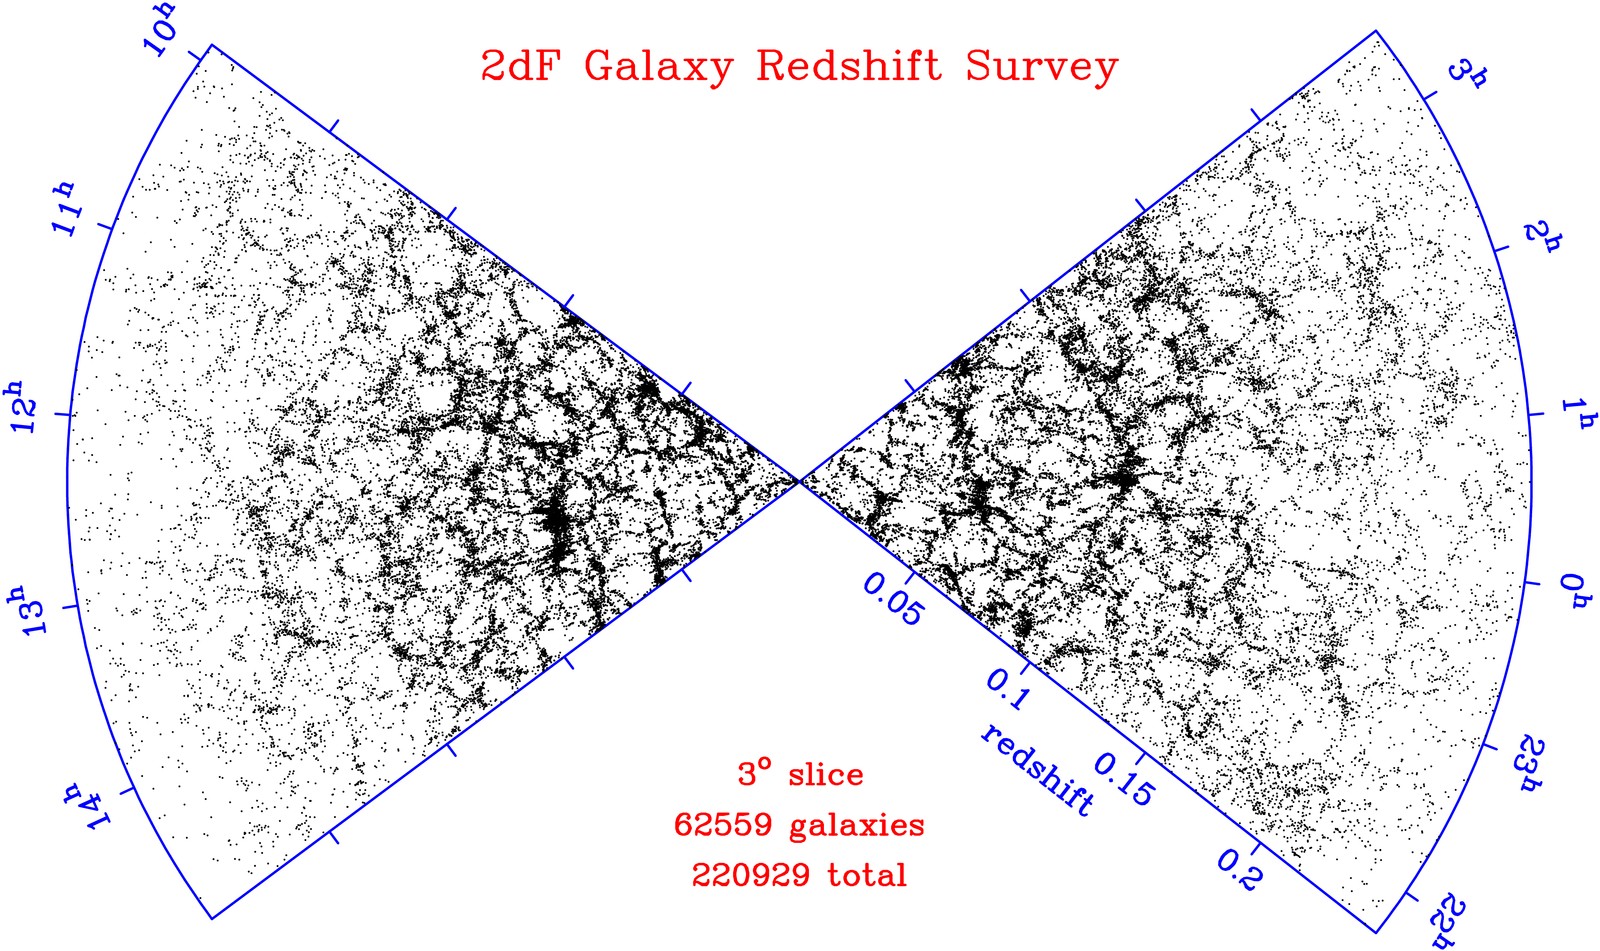 2dF Galaxy Redshift Survey
10ʰ
11ʰ
12ʰ
13ʰ
14ʰ
3ʰ
2ʰ
1ʰ
0ʰ
23ʰ
22ʰ
0.05
0.1
0.15
0.2
redshift
3° slice
62559 galaxies
220929 total